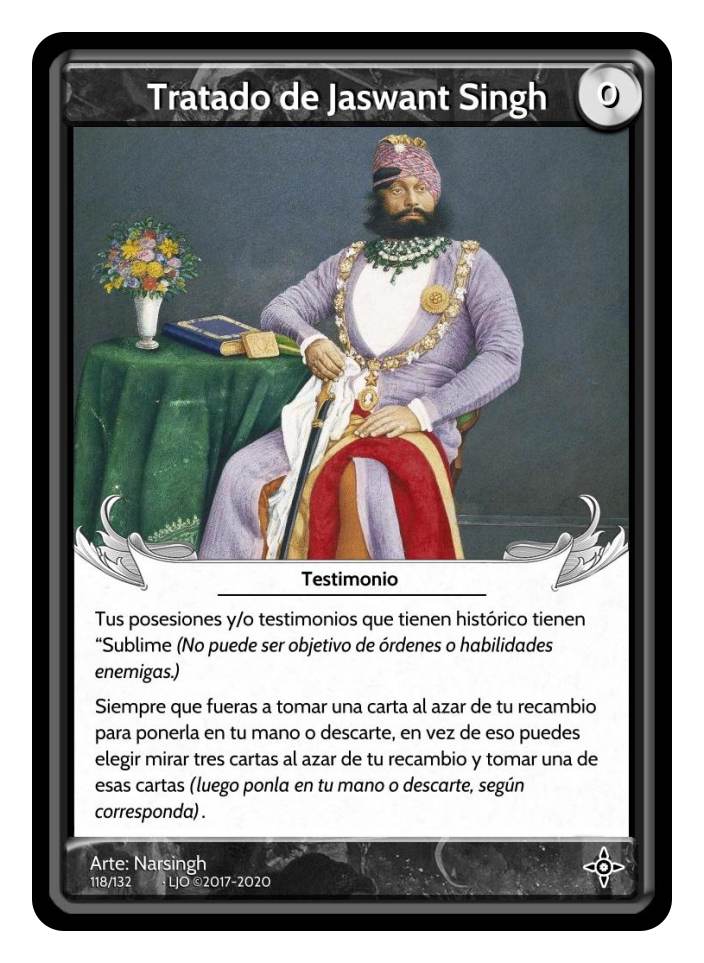 Tratado de Jaswant Singh
0
Testimonio
Tus posesiones y/o testimonios que tienen histórico tienen
“Sublime (No puede ser objetivo de órdenes o habilidades
enemigas.)
Siempre que fueras a tomar una carta al azar de tu recambio
para ponerla en tu mano o descarte, en vez de eso puedes
elegir mirar tres cartas al azar de tu recambio y tomar una de
esas cartas (luego ponla en tu mano o descarte, según
corresponda).
Arte: Narsingh
118/132 · LJO ©2017-2020